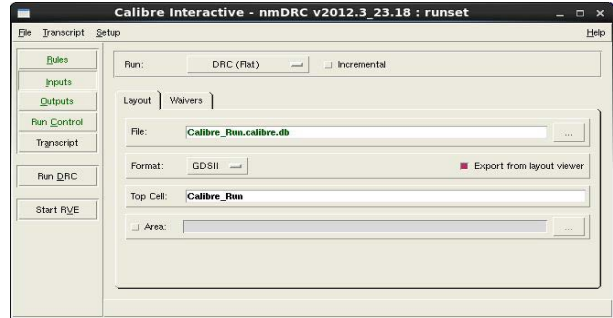 Calibre Interactive - nmDRC v2012.3_23.18 : runset
File Transcript Setup Help
Rules
Inputs
Outputs
Run Control
Transcript
Run DRC
Start RVE
Run: DRC (Flat) Incremental
Layout Waivers
File: Calibre_Run.calibre.db ...
Format: GDSII Export from layout viewer
Top Cell: Calibre_Run
Area: ...